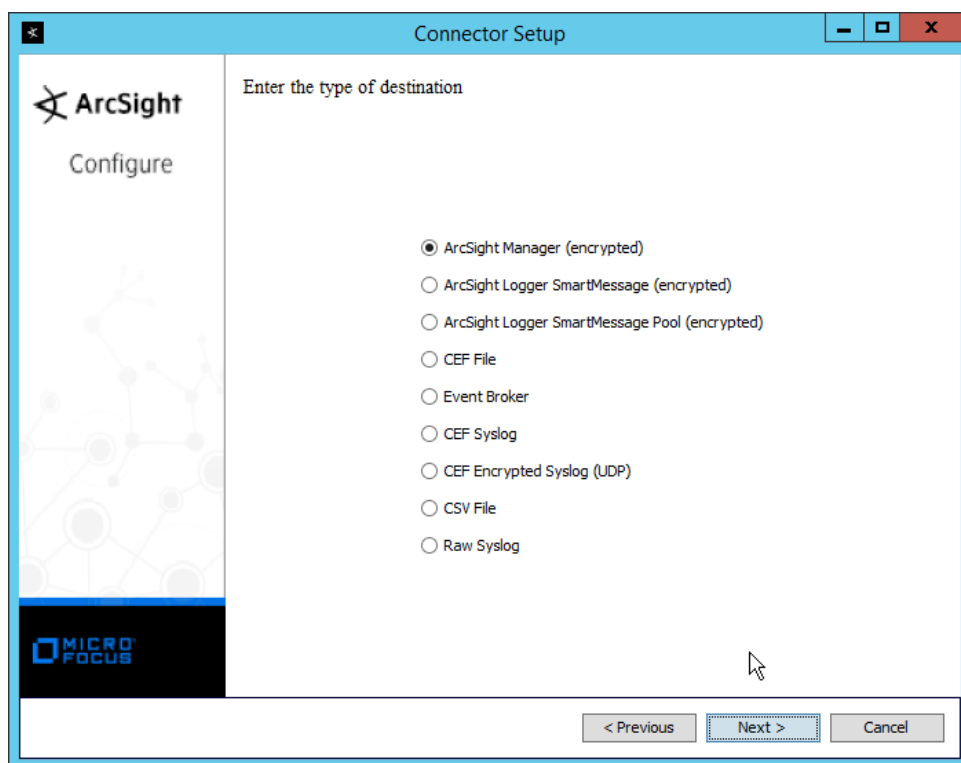 Connector Setup
ArcSight
Configure
Enter the type of destination
ArcSight Manager (encrypted)
ArcSight Logger SmartMessage (encrypted)
ArcSight Logger SmartMessage Pool (encrypted)
CEF File
Event Broker
CEF Syslog
CEF Encrypted Syslog (UDP)
CSV File
Raw Syslog
MICRO
FOCUS
< Previous
Next >
Cancel